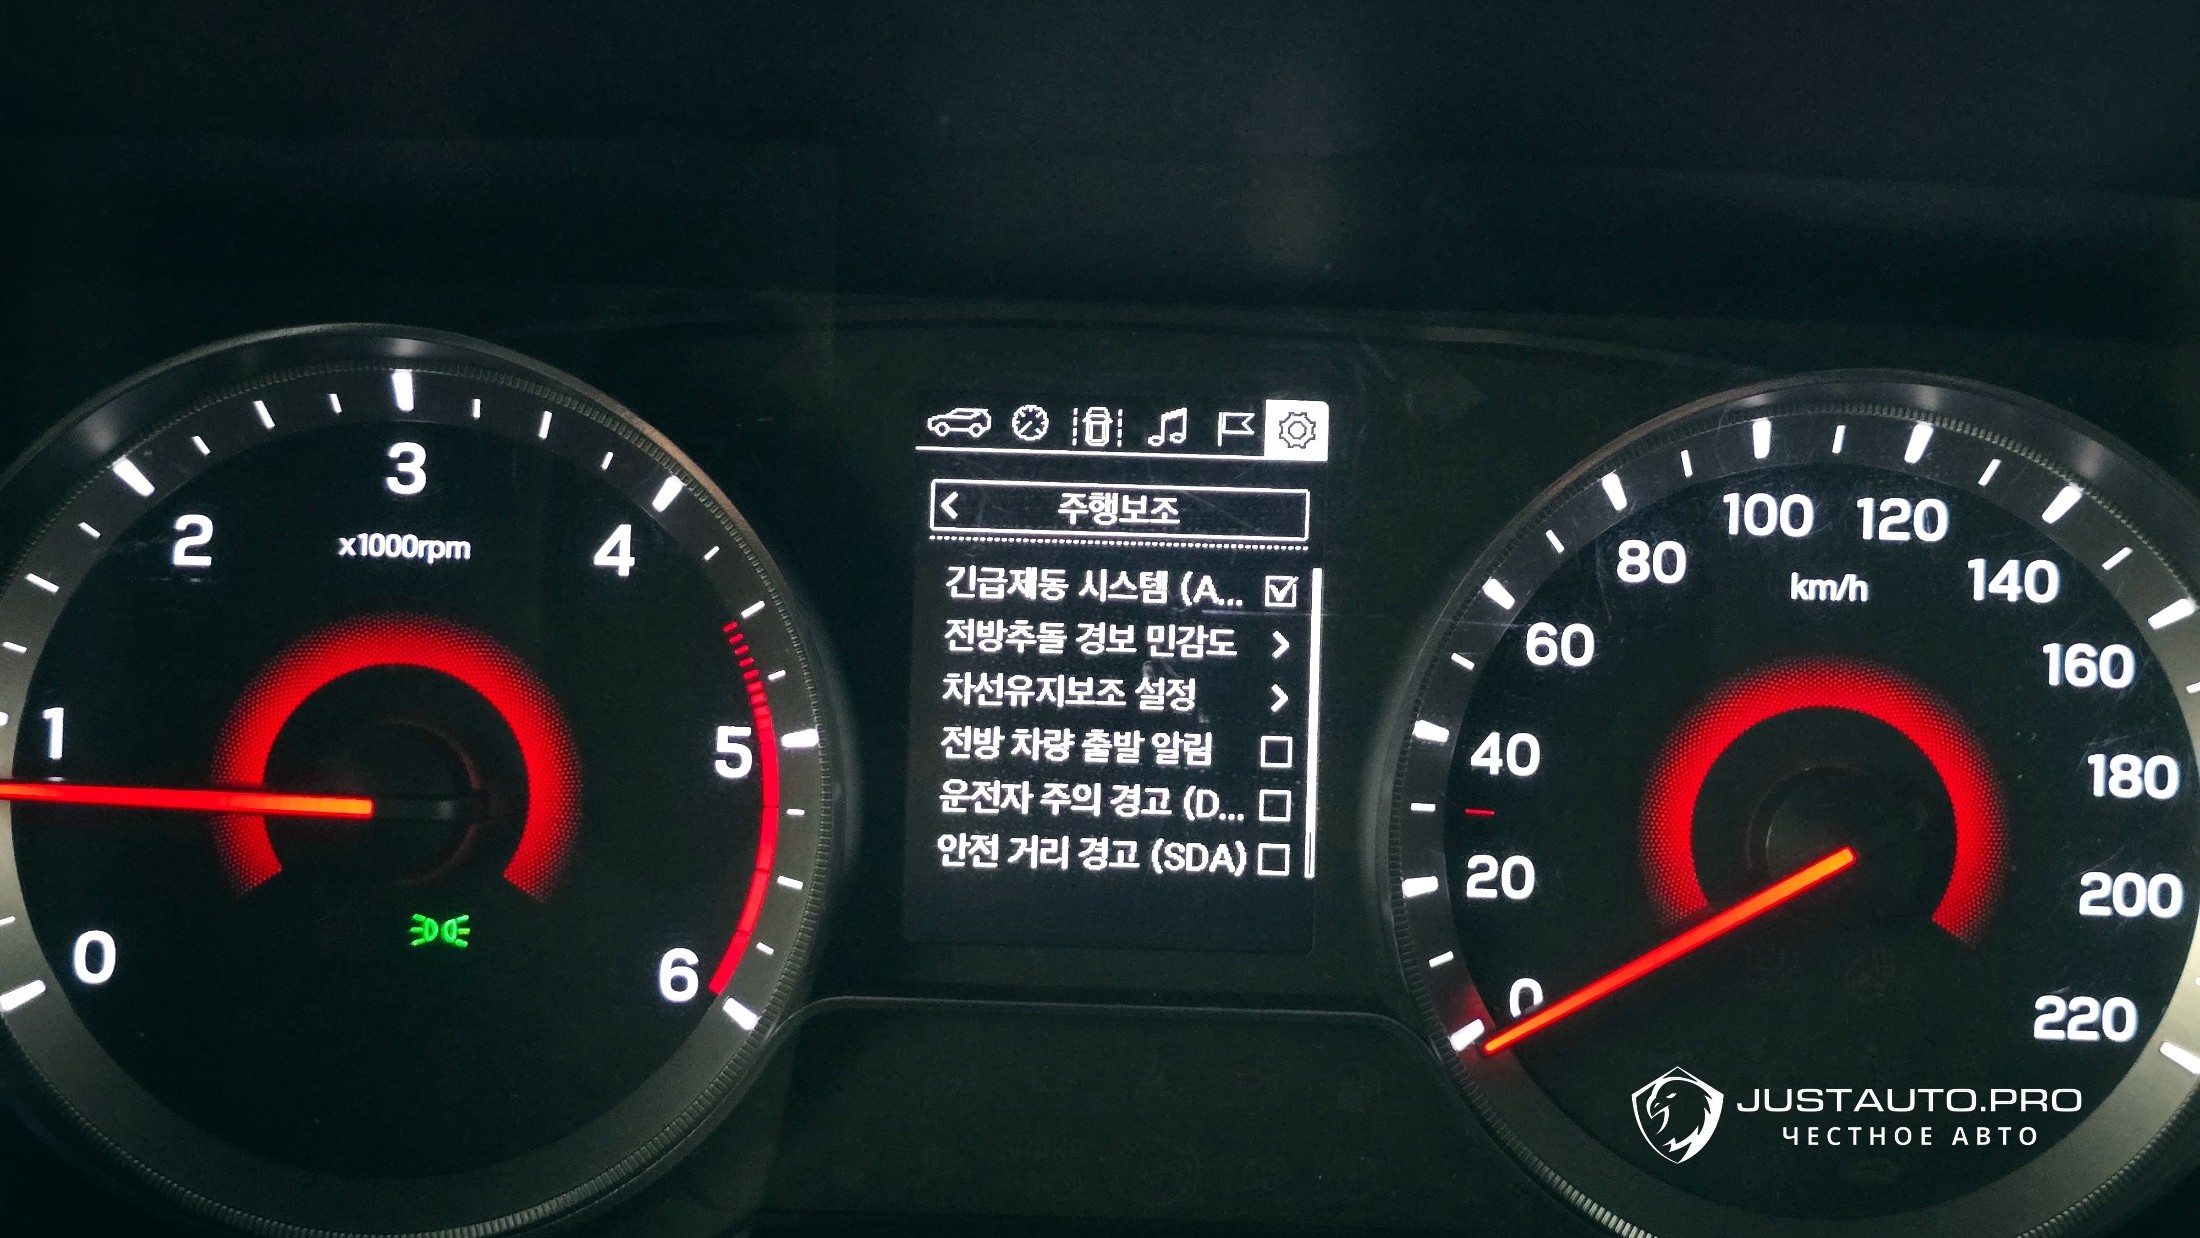 0
1
2
3
4
5
6
x1000rpm
주행보조
긴급제동 시스템 (A...
전방추돌 경보 민감도
차선유지보조 설정
전방 차량 출발 알림
운전자 주의 경고 (D...
안전 거리 경고 (SDA)
0
20
40
60
80
100
120
140
160
180
200
220
km/h
JUSTAUTO.PRO
ЧЕСТНОЕ АВТО